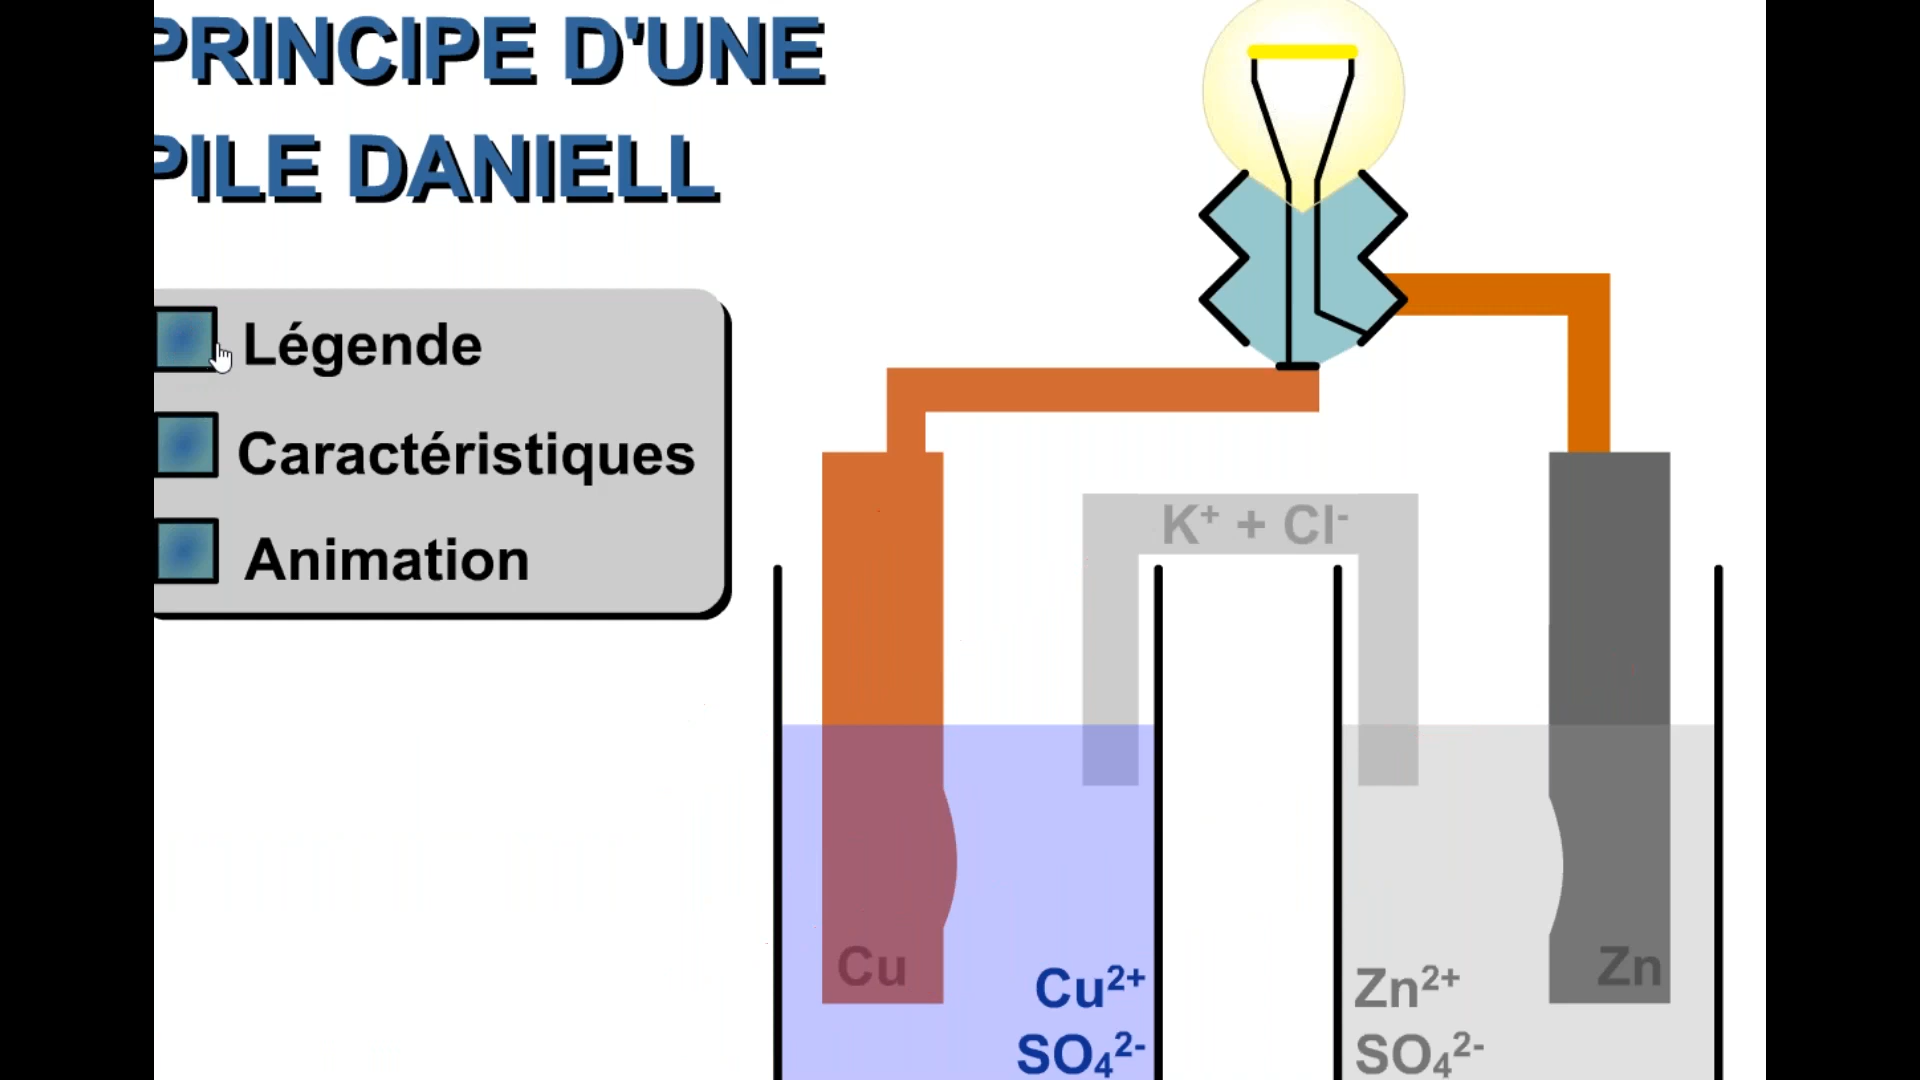 PRINCIPE D'UNE
PILE DANIELL
Légende
Caractéristiques
Animation
K⁺ + Cl⁻
Cu
Cu²⁺
SO₄²⁻
Zn²⁺
SO₄²⁻
Zn